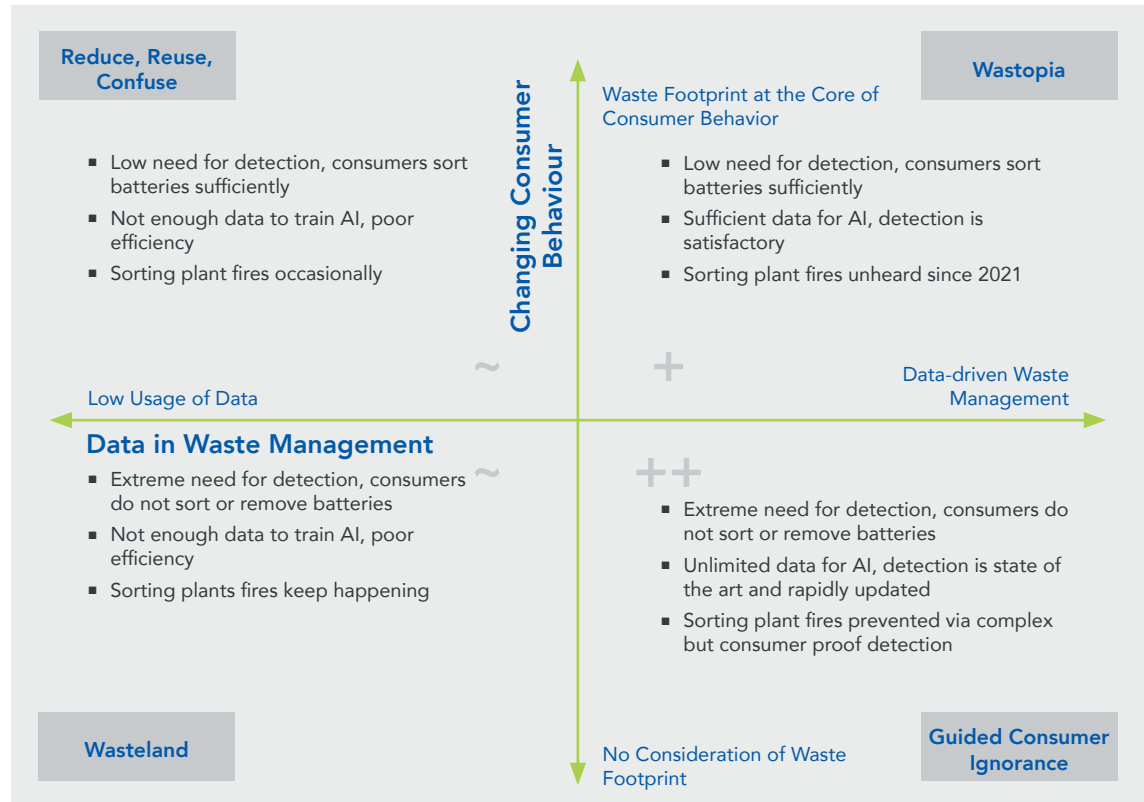 Reduce, Reuse,
Confuse
Wastopia
Waste Footprint at the Core of
Consumer Behavior
Changing Consumer
Behaviour
▪ Low need for detection, consumers sort
batteries sufficiently
▪ Not enough data to train AI, poor
efficiency
▪ Sorting plant fires occasionally
▪ Low need for detection, consumers sort
batteries sufficiently
▪ Sufficient data for AI, detection is
satisfactory
▪ Sorting plant fires unheard since 2021
~
+
Low Usage of Data
Data-driven Waste
Management
Data in Waste Management
~
++
▪ Extreme need for detection, consumers
do not sort or remove batteries
▪ Not enough data to train AI, poor
efficiency
▪ Sorting plants fires keep happening
▪ Extreme need for detection, consumers do
not sort or remove batteries
▪ Unlimited data for AI, detection is state of
the art and rapidly updated
▪ Sorting plant fires prevented via complex
but consumer proof detection
Wasteland
No Consideration of Waste
Footprint
Guided Consumer
Ignorance